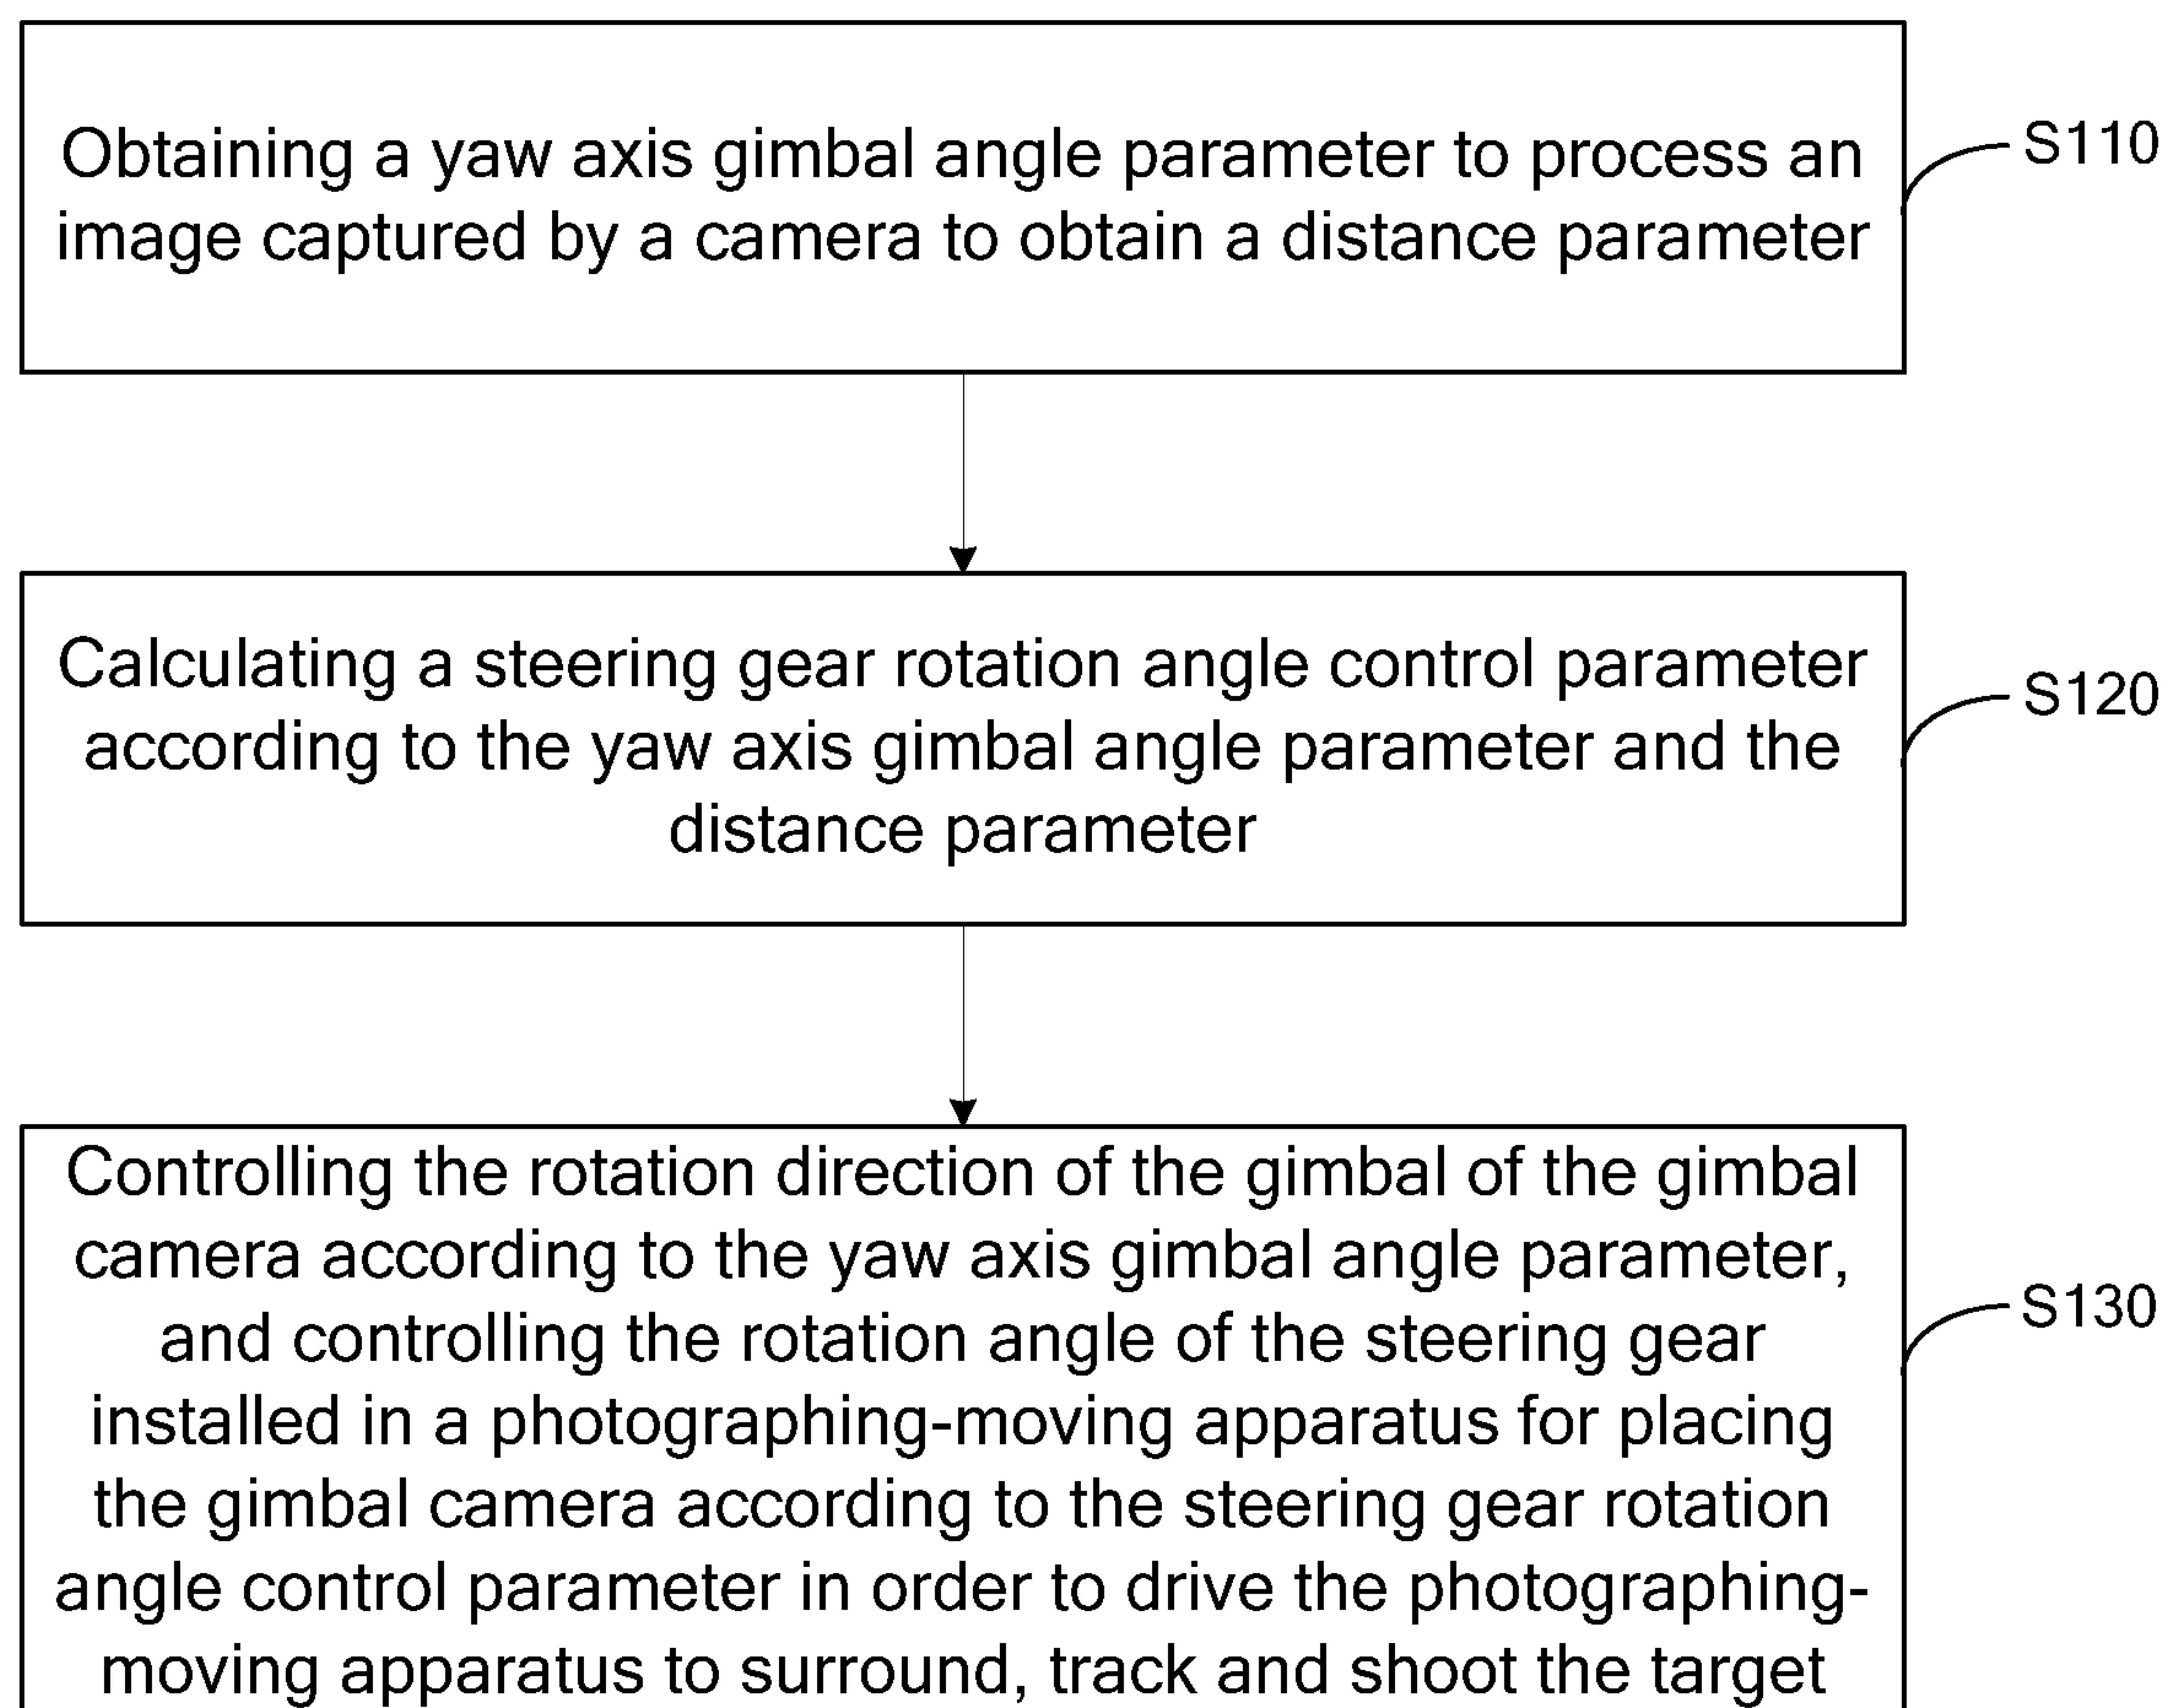 Obtaining a yaw axis gimbal angle parameter to process an
image captured by a camera to obtain a distance parameter
S110
Calculating a steering gear rotation angle control parameter
according to the yaw axis gimbal angle parameter and the
distance parameter
S120
Controlling the rotation direction of the gimbal of the gimbal
camera according to the yaw axis gimbal angle parameter,
and controlling the rotation angle of the steering gear
installed in a photographing-moving apparatus for placing
the gimbal camera according to the steering gear rotation
angle control parameter in order to drive the photographing-
moving apparatus to surround, track and shoot the target
S130